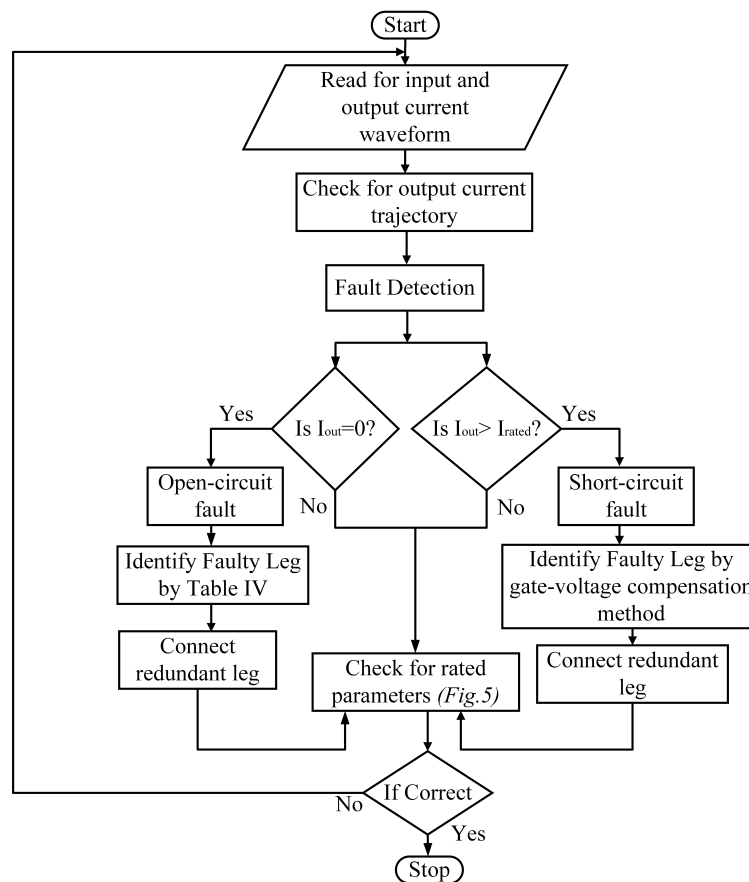 Start
Read for input and
output current
waveform
Check for output current
trajectory
Fault Detection
Is Iout=0?
Yes
No
Is Iout> Irated?
Yes
No
Open-circuit
fault
Identify Faulty Leg
by Table IV
Connect
redundant leg
Short-circuit
fault
Identify Faulty Leg by
gate-voltage compensation
method
Connect redundant
leg
Check for rated
parameters (Fig.5)
If Correct
No
Yes
Stop